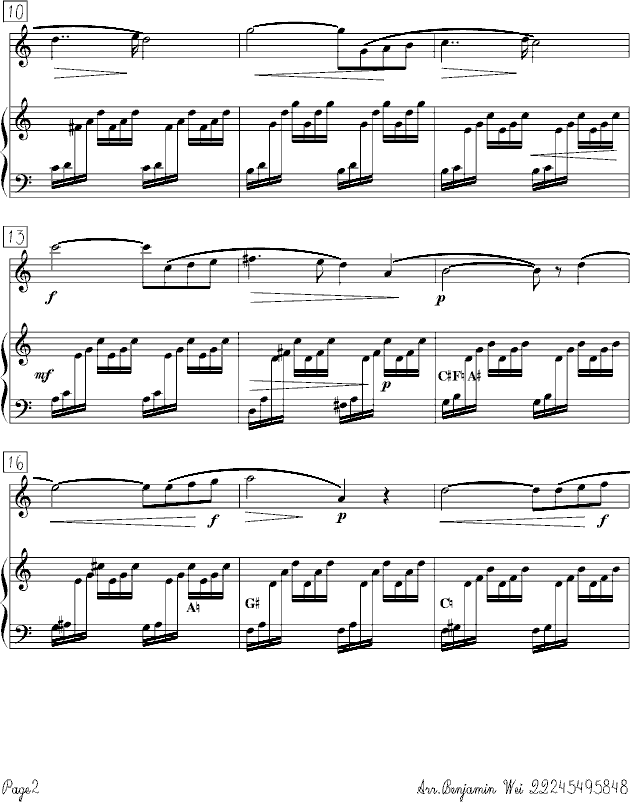 10
13
f
mf
p
p
C♯F♮ A♯
16
f
p
f
A♮
G♯
C♮
Page2
Arr.Benjamin Wei 22245495848